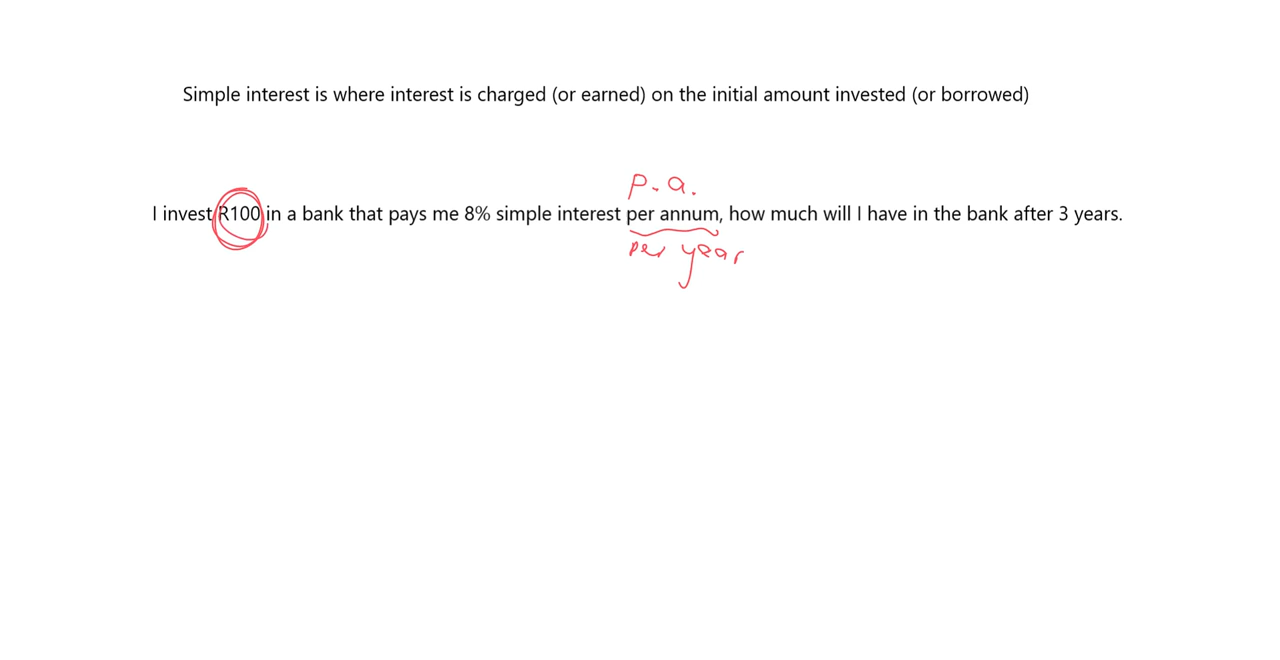 Simple interest is where interest is charged (or earned) on the initial amount invested (or borrowed)
p.a.
I invest R100 in a bank that pays me 8% simple interest per annum, how much will I have in the bank after 3 years.
per year